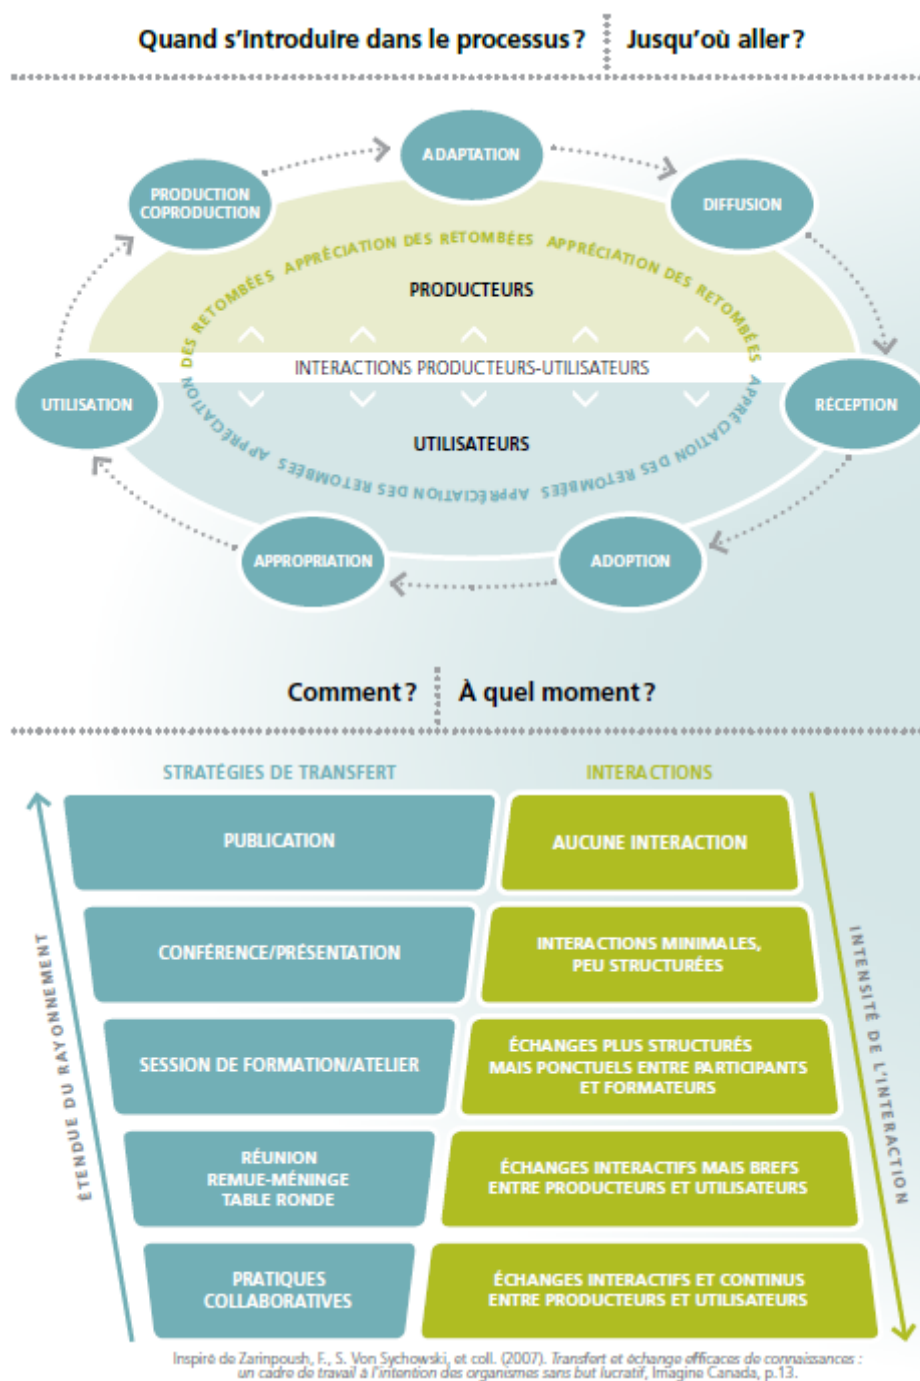 Quand s'introduire dans le processus ?
Jusqu'où aller ?
ADAPTATION
PRODUCTION
COPRODUCTION
DIFFUSION
DES RETOMBÉES APPRÉCIATION DES RETOMBÉES APPRÉCIATION DES RETOMBÉES
PRODUCTEURS
INTERACTIONS PRODUCTEURS-UTILISATEURS
UTILISATION
RÉCEPTION
UTILISATEURS
APPRÉCIATION DES RETOMBÉES APPRÉCIATION DES RETOMBÉES APPRÉCIATION
APPROPRIATION
ADOPTION
Comment ?
À quel moment ?
STRATÉGIES DE TRANSFERT
INTERACTIONS
PUBLICATION
AUCUNE INTERACTION
CONFÉRENCE/PRÉSENTATION
INTERACTIONS MINIMALES,
PEU STRUCTURÉES
SESSION DE FORMATION/ATELIER
ÉCHANGES PLUS STRUCTURÉS
MAIS PONCTUELS ENTRE PARTICIPANTS
ET FORMATEURS
RÉUNION
REMUE-MÉNINGE
TABLE RONDE
ÉCHANGES INTERACTIFS MAIS BREFS
ENTRE PRODUCTEURS ET UTILISATEURS
PRATIQUES
COLLABORATIVES
ÉCHANGES INTERACTIFS ET CONTINUS
ENTRE PRODUCTEURS ET UTILISATEURS
ÉTENDUE DU RAYONNEMENT
INTENSITÉ DE L'INTERACTION
Inspiré de Zarinpoush, F., S. Von Sychowski, et coll. (2007). Transfert et échange efficaces de connaissances :
un cadre de travail à l'intention des organismes sans but lucratif, Imagine Canada, p.13.